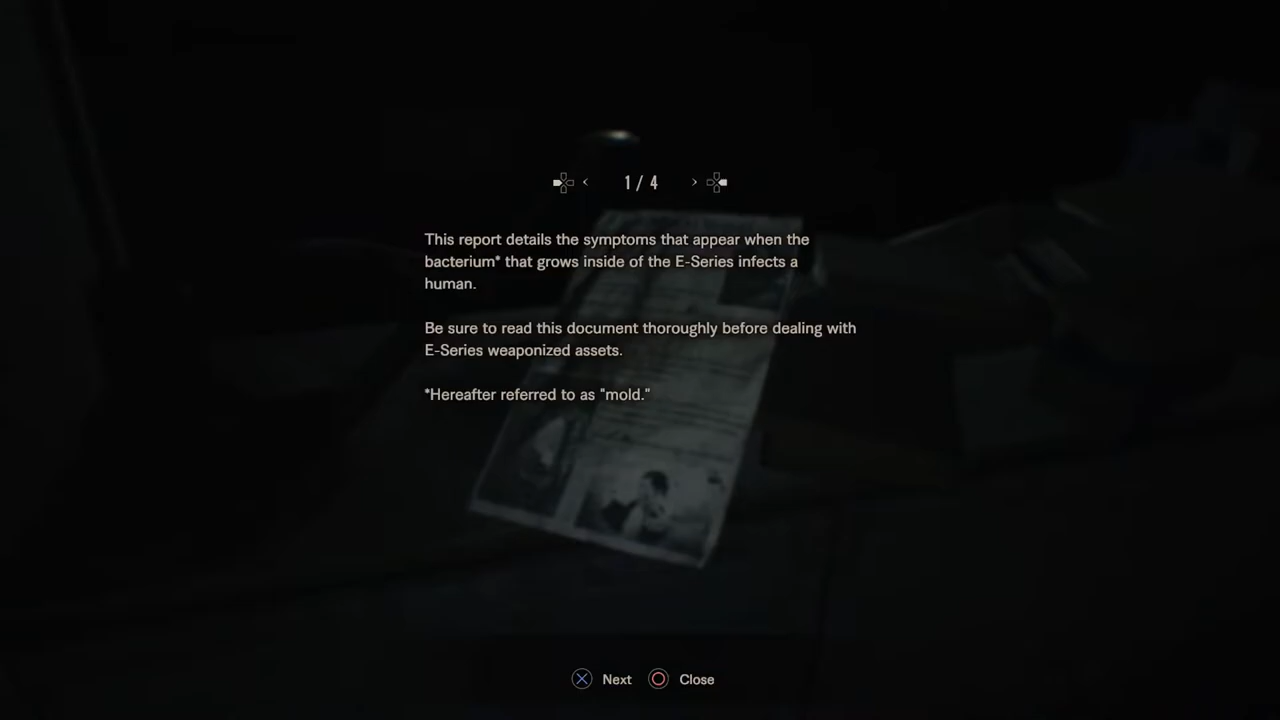 1 / 4
This report details the symptoms that appear when the
bacterium* that grows inside of the E-Series infects a
human.
Be sure to read this document thoroughly before dealing with
E-Series weaponized assets.
*Hereafter referred to as "mold."
Next Close